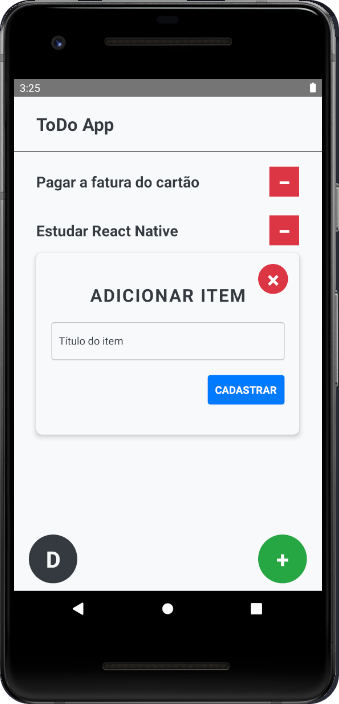 3:25
ToDo App
Pagar a fatura do cartão
Estudar React Native
ADICIONAR ITEM
Título do item
CADASTRAR
D